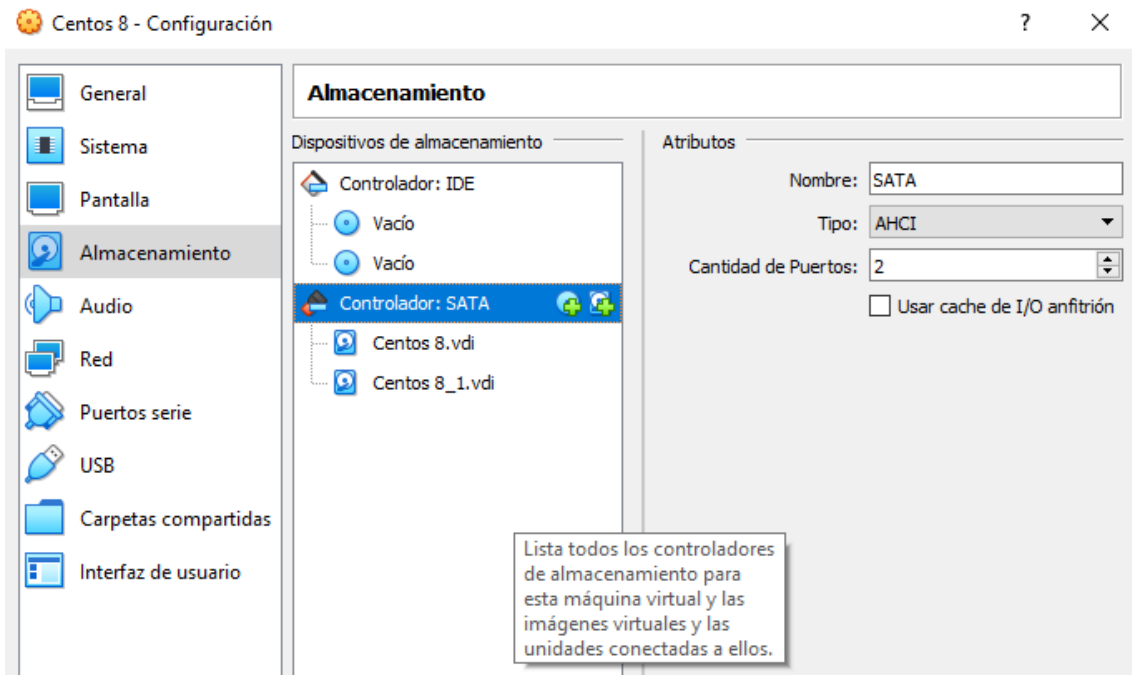 Centos 8 - Configuración
?
General
Sistema
Pantalla
Almacenamiento
Audio
Red
Puertos serie
USB
Carpetas compartidas
Interfaz de usuario
Almacenamiento
Dispositivos de almacenamiento
Controlador: IDE
Vacío
Vacío
Controlador: SATA
Centos 8.vdi
Centos 8_1.vdi
Atributos
Nombre: SATA
Tipo: AHCI
Cantidad de Puertos: 2
Usar cache de I/O anfitrión
Lista todos los controladores
de almacenamiento para
esta máquina virtual y las
imágenes virtuales y las
unidades conectadas a ellos.